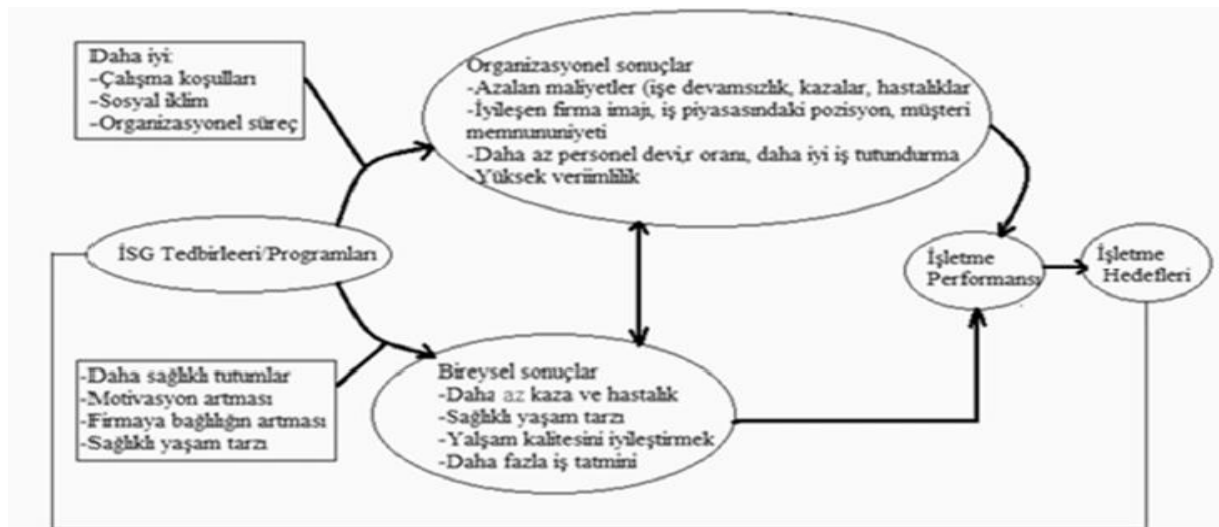 Daha iyi:
-Çalışma koşulları
-Sosyal iklim
-Organizasyonel süreç
Organizasyonel sonuçlar
-Azalan maliyetler (işe devamsızlık, kazalar, hastalıklar
-İyileşen firma imajı, iş piyasasındaki pozisyon, müşteri
memnununiyeti
-Daha az personel devi,r oranı, daha iyi iş tutundurma
-Yüksek veriimlilik
İSG Tedbirleeri/Programları
İşletme
Performansı
İşletme
Hedefleri
-Daha sağlıklı tutumlar
-Motivasyon artması
-Firmaya bağlılığın artması
-Sağlıklı yaşam tarzı
Bireysel sonuçlar
-Daha az kaza ve hastalık
-Sağlıklı yaşam tarzı
-Yalşam kalitesini iyileştirmek
-Daha fazla iş tatmini